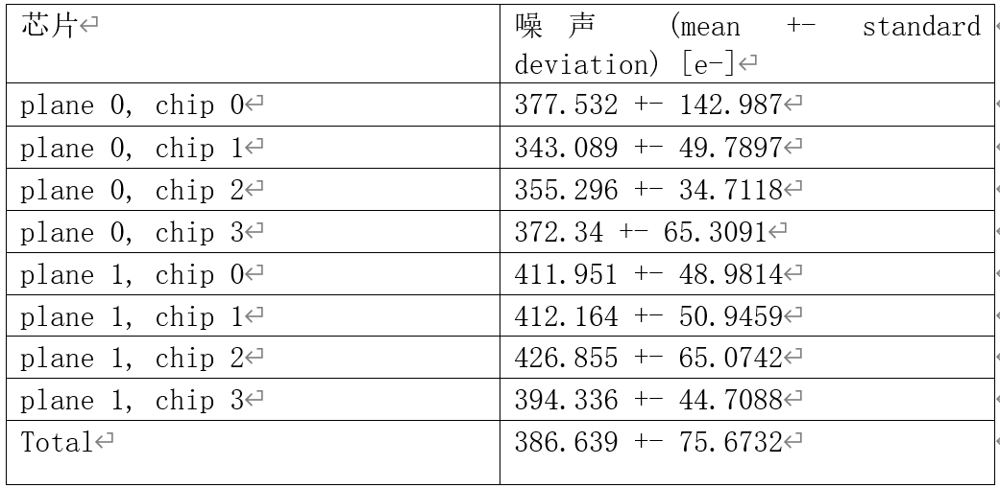 芯片
噪声 (mean +- standard
deviation) [e-]
plane 0, chip 0
377.532 +- 142.987
plane 0, chip 1
343.089 +- 49.7897
plane 0, chip 2
355.296 +- 34.7118
plane 0, chip 3
372.34 +- 65.3091
plane 1, chip 0
411.951 +- 48.9814
plane 1, chip 1
412.164 +- 50.9459
plane 1, chip 2
426.855 +- 65.0742
plane 1, chip 3
394.336 +- 44.7088
Total
386.639 +- 75.6732